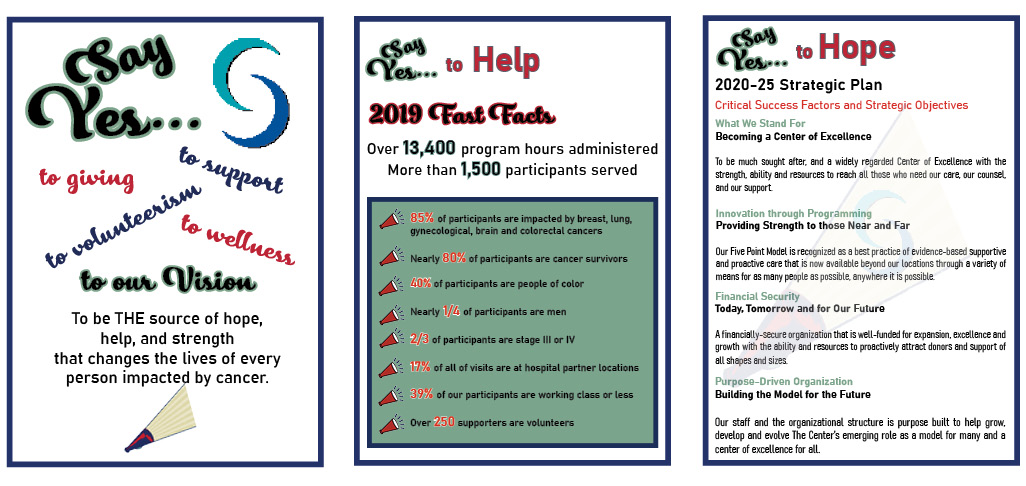 Say
Yes...
to giving
to support
to volunteerism
to wellness
to our Vision
To be THE source of hope,
help, and strength
that changes the lives of every
person impacted by cancer.
Say
Yes... to Help
2019 Fast Facts
Over 13,400 program hours administered
More than 1,500 participants served
85% of participants are impacted by breast, lung,
gynecological, brain and colorectal cancers
Nearly 80% of participants are cancer survivors
40% of participants are people of color
Nearly 1/4 of participants are men
2/3 of participants are stage III or IV
17% of all of visits are at hospital partner locations
39% of our participants are working class or less
Over 250 supporters are volunteers
Say
Yes... to Hope
2020-25 Strategic Plan
Critical Success Factors and Strategic Objectives
What We Stand For
Becoming a Center of Excellence
To be much sought after, and a widely regarded Center of Excellence with the
strength, ability and resources to reach all those who need our care, our counsel,
and our support.
Innovation through Programming
Providing Strength to those Near and Far
Our Five Point Model is recognized as a best practice of evidence-based supportive
and proactive care that is now available beyond our locations through a variety of
means for as many people as possible, anywhere it is possible.
Financial Security
Today, Tomorrow and for Our Future
A financially-secure organization that is well-funded for expansion, excellence and
growth with the ability and resources to proactively attract donors and support of
all shapes and sizes.
Purpose-Driven Organization
Building the Model for the Future
Our staff and the organizational structure is purpose built to help grow,
develop and evolve The Center's emerging role as a model for many and a
center of excellence for all.